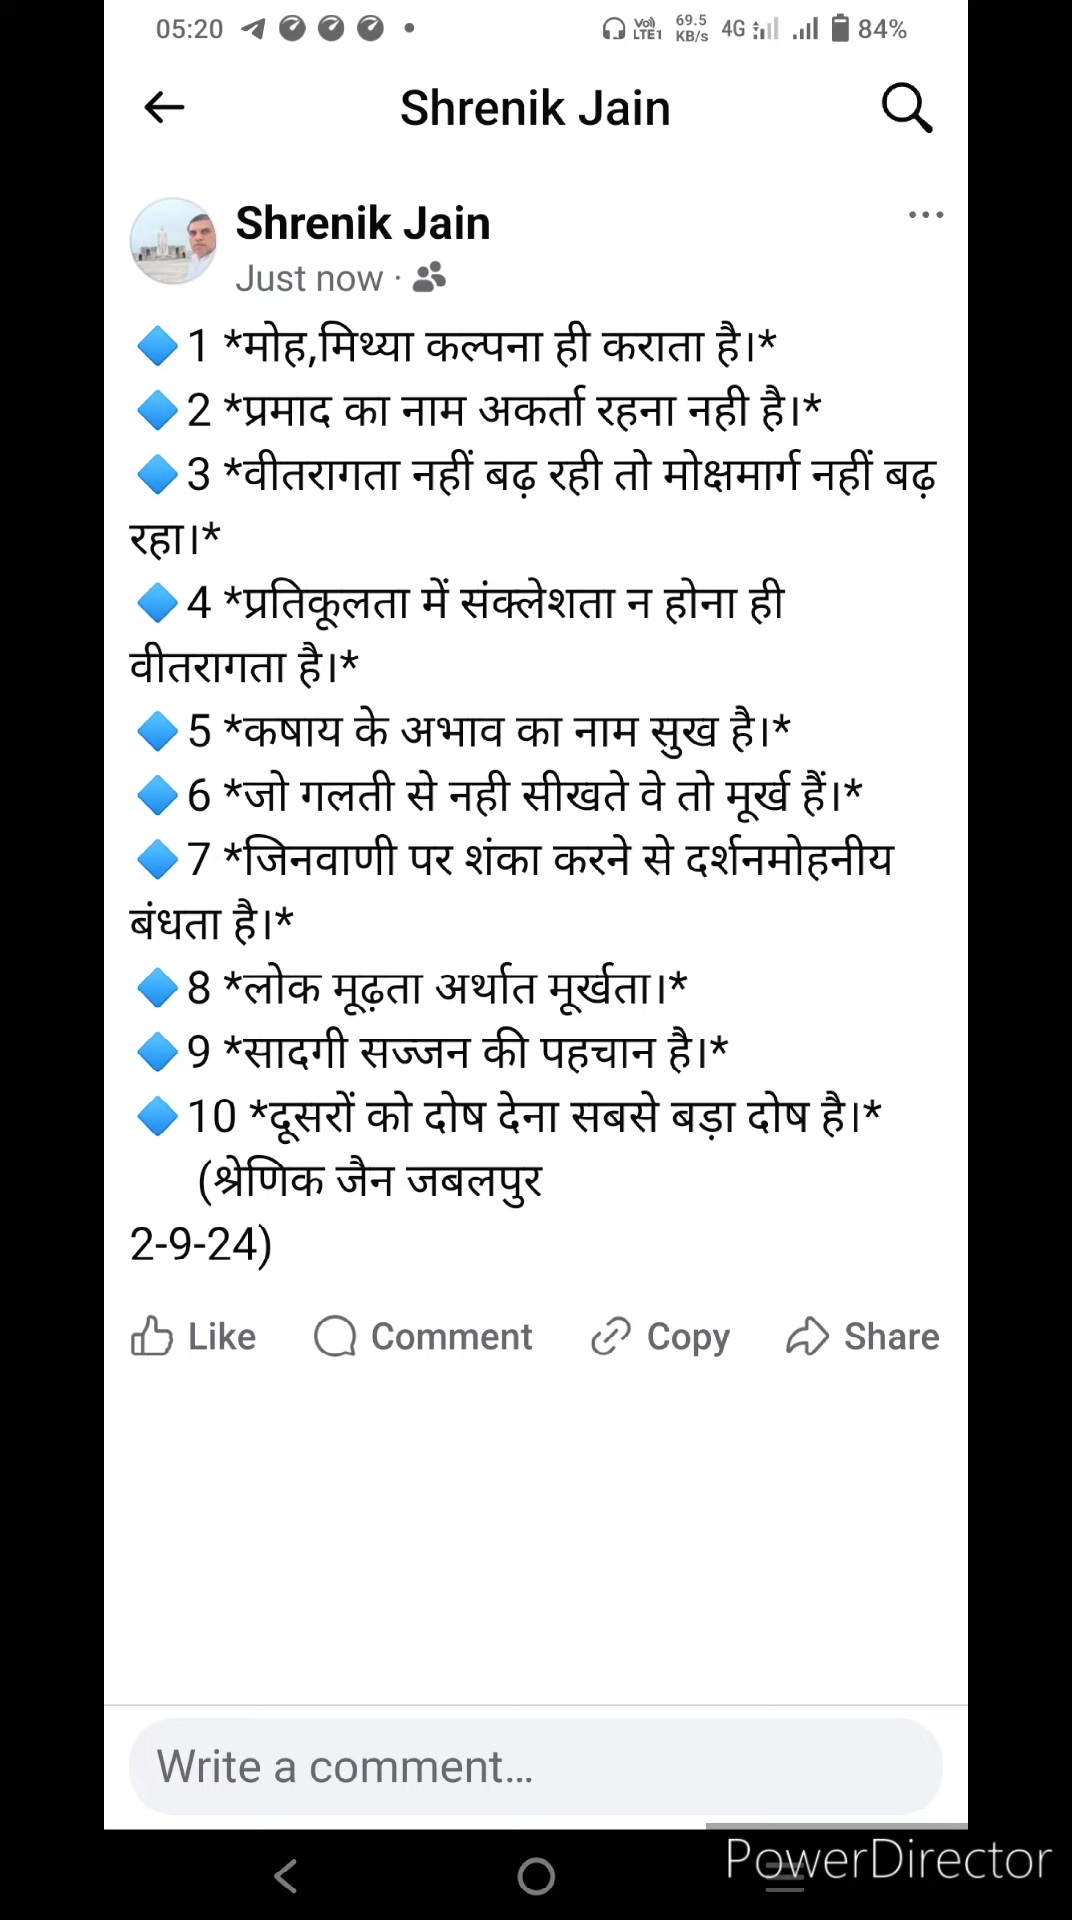 05:20 Vo) LTE1 69.5 KB/s 4G 84%
Shrenik Jain
Shrenik Jain
Just now ·
🔷1 *मोह,मिथ्या कल्पना ही कराता है।*
🔷2 *प्रमाद का नाम अकर्ता रहना नही है।*
🔷3 *वीतरागता नहीं बढ़ रही तो मोक्षमार्ग नहीं बढ़
रहा।*
🔷4 *प्रतिकूलता में संक्लेशता न होना ही
वीतरागता है।*
🔷5 *कषाय के अभाव का नाम सुख है।*
🔷6 *जो गलती से नही सीखते वे तो मूर्ख हैं।*
🔷7 *जिनवाणी पर शंका करने से दर्शनमोहनीय
बंधता है।*
🔷8 *लोक मूढ़ता अर्थात मूर्खता।*
🔷9 *सादगी सज्जन की पहचान है।*
🔷10 *दूसरों को दोष देना सबसे बड़ा दोष है।*
(श्रेणिक जैन जबलपुर
2-9-24)
Like Comment Copy Share
Write a comment...
PowerDirector